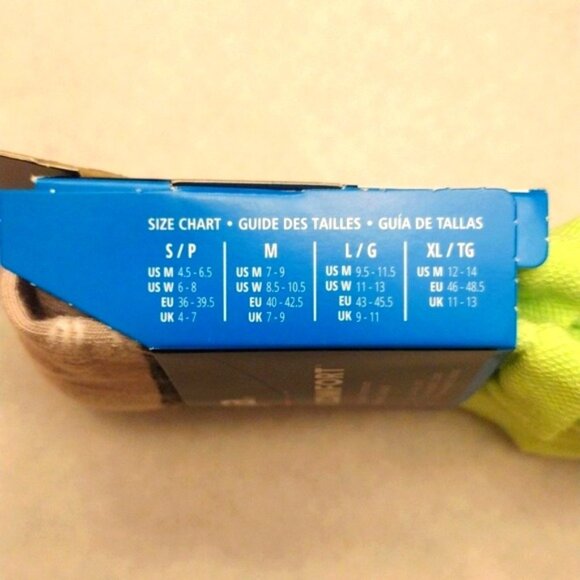 SIZE CHART • GUIDE DES TAILLES • GUÍA DE TALLAS
S / P
US M 4.5 - 6.5
US W 6 - 8
EU 36 - 39.5
UK 4 - 7
M
US M 7 - 9
US W 8.5 - 10.5
EU 40 - 42.5
UK 7 - 9
L / G
US M 9.5 - 11.5
US W 11 - 13
EU 43 - 45.5
UK 9 - 11
XL / TG
US M 12 - 14
EU 46 - 48.5
UK 11 - 13